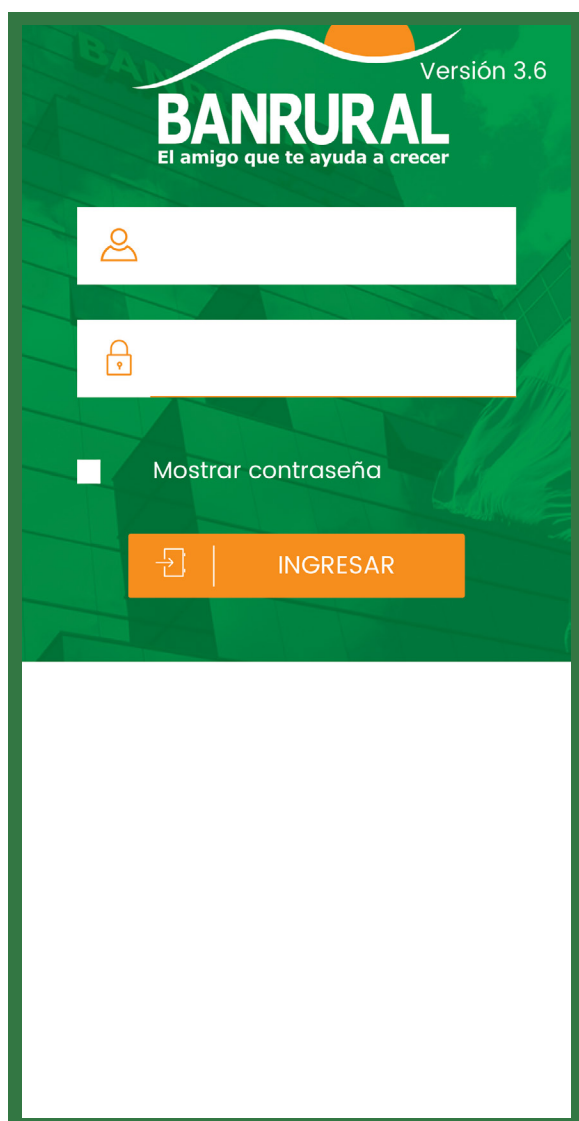 Versión 3.6
BANRURAL
El amigo que te ayuda a crecer
Mostrar contraseña
INGRESAR